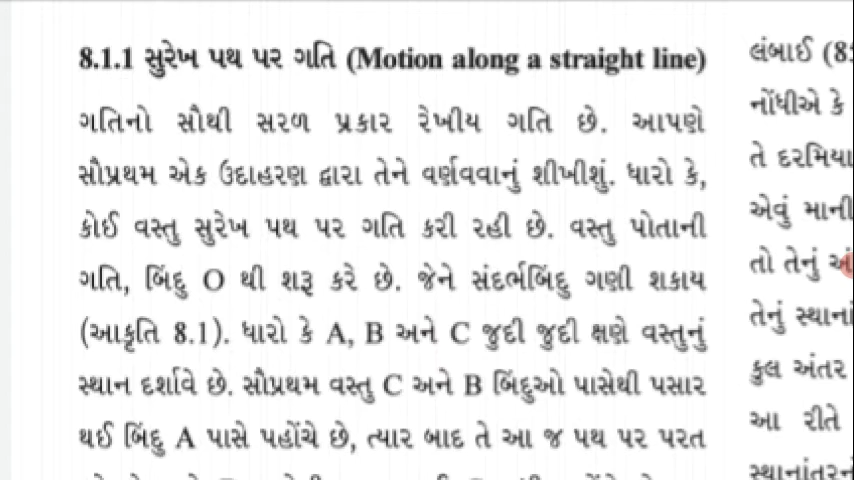 8.1.1 સુરેખ પથ પર ગતિ (Motion along a straight line)
ગતિનો સૌથી સરળ પ્રકાર રેખીય ગતિ છે. આપણે
સૌપ્રથમ એક ઉદાહરણ દ્વારા તેને વર્ણવવાનું શીખીશું. ધારો કે,
કોઈ વસ્તુ સુરેખ પથ પર ગતિ કરી રહી છે. વસ્તુ પોતાની
ગતિ, બિંદુ O થી શરૂ કરે છે. જેને સંદર્ભબિંદુ ગણી શકાય
(આકૃતિ 8.1). ધારો કે A, B અને C જુદી જુદી ક્ષણે વસ્તુનું
સ્થાન દર્શાવે છે. સૌપ્રથમ વસ્તુ C અને B બિંદુઓ પાસેથી પસાર
થઈ બિંદુ A પાસે પહોંચે છે, ત્યાર બાદ તે આ જ પથ પર પરત
લંબાઈ (8
નોંધીએ કે
તે
એવું
તો તેનું
તેનું
કુલ અંતર
આ રીતે